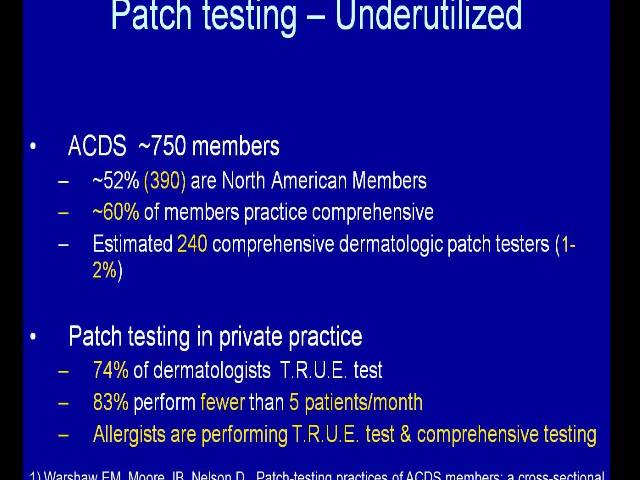 Patch testing – Underutilized
• ACDS ~750 members
– ~52% (390) are North American Members
– ~60% of members practice comprehensive
– Estimated 240 comprehensive dermatologic patch testers (1-
2%)
• Patch testing in private practice
– 74% of dermatologists T.R.U.E. test
– 83% perform fewer than 5 patients/month
– Allergists are performing T.R.U.E. test & comprehensive testing
1) Warshaw EM, Moore, JB, Nelson D. Patch-testing practices of ACDS members: a cross-sectional